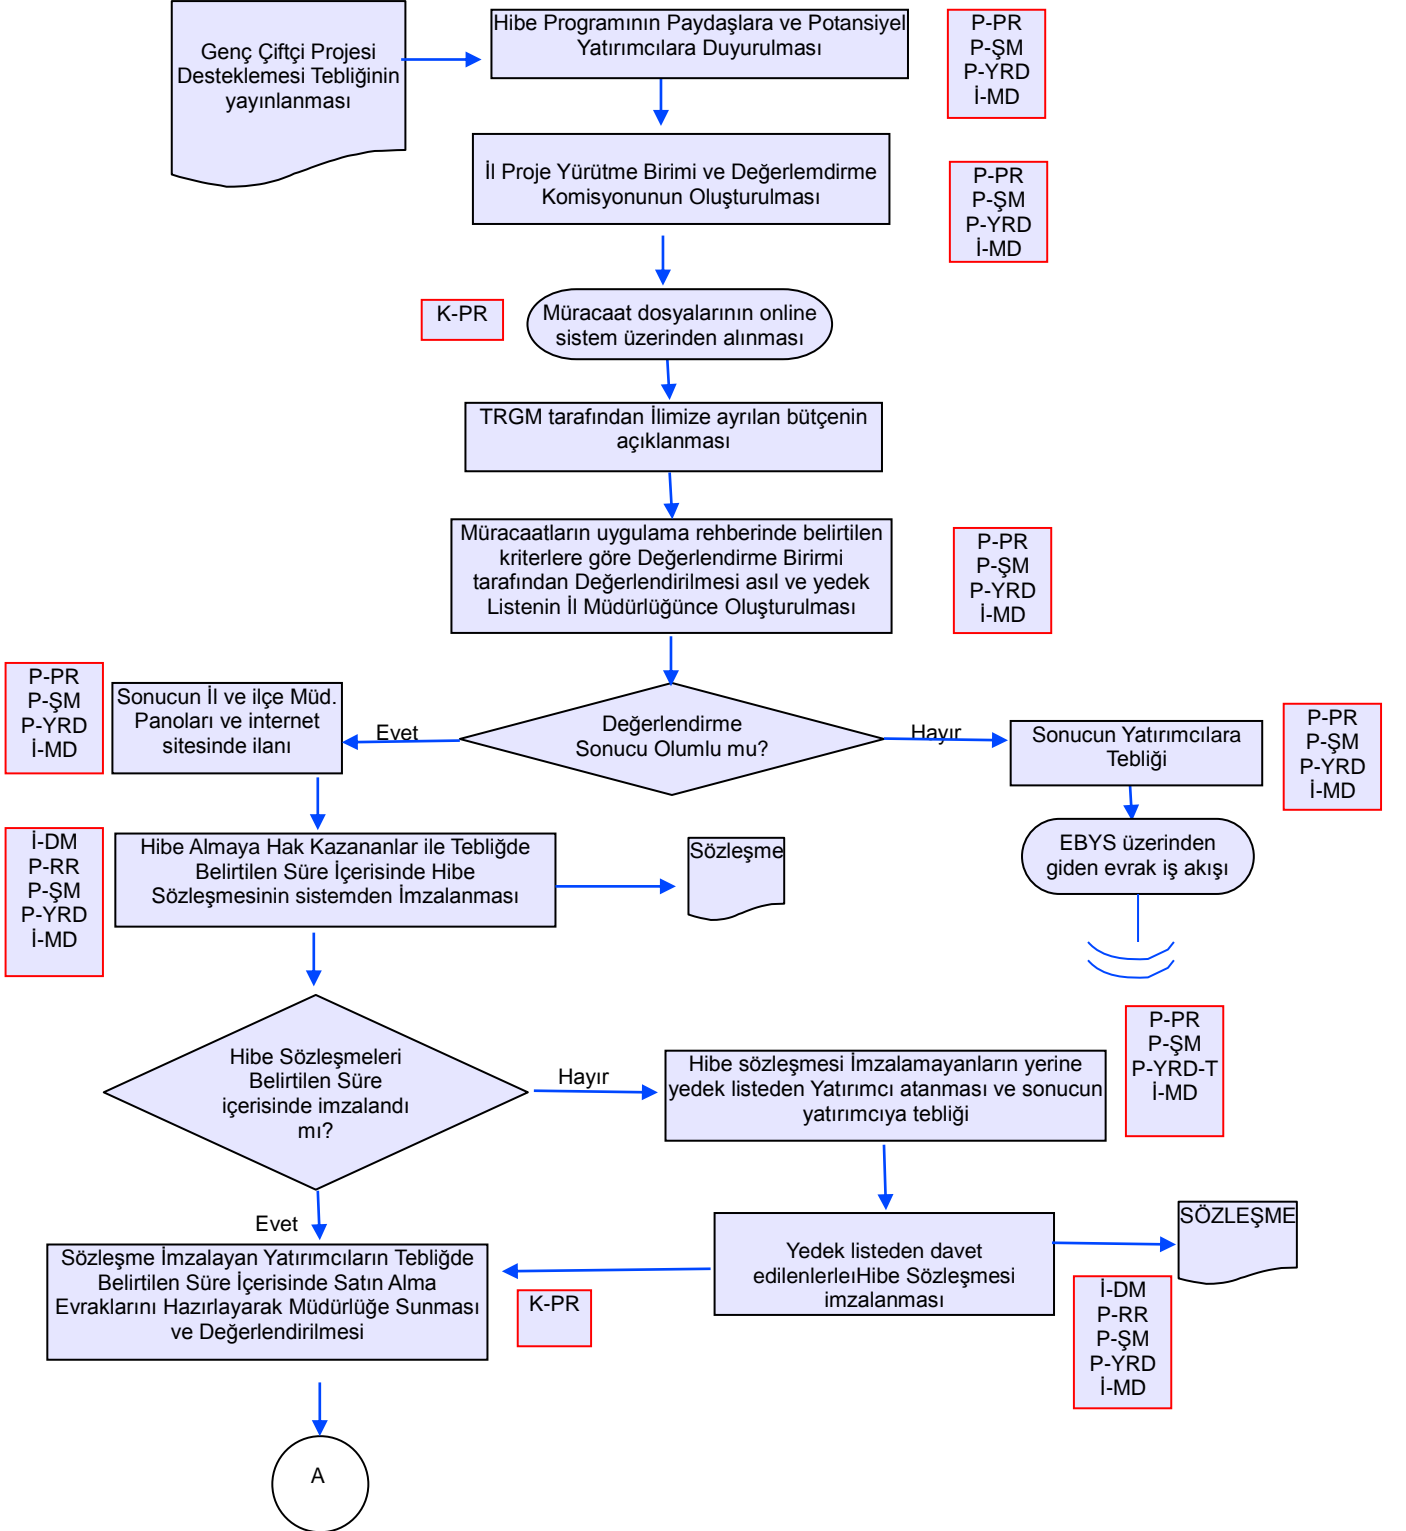 Genç Çiftçi Projesi
Desteklemesi Tebliğinin
yayınlanması
Hibe Programının Paydaşlara ve Potansiyel
Yatırımcılara Duyurulması
P-PR
P-ŞM
P-YRD
İ-MD
İl Proje Yürütme Birimi ve Değerlemdirme
Komisyonunun Oluşturulması
P-PR
P-ŞM
P-YRD
İ-MD
K-PR
Müracaat dosyalarının online
sistem üzerinden alınması
TRGM tarafından İlimize ayrılan bütçenin
açıklanması
Müracaatların uygulama rehberinde belirtilen
kriterlere göre Değerlendirme Birirmi
tarafından Değerlendirilmesi asıl ve yedek
Listenin İl Müdürlüğünce Oluşturulması
P-PR
P-ŞM
P-YRD
İ-MD
P-PR
P-ŞM
P-YRD
İ-MD
Sonucun İl ve ilçe Müd.
Panoları ve internet
sitesinde ilanı
Evet
Değerlendirme
Sonucu Olumlu mu?
Hayır
Sonucun Yatırımcılara
Tebliği
P-PR
P-ŞM
P-YRD
İ-MD
İ-DM
P-RR
P-ŞM
P-YRD
İ-MD
Hibe Almaya Hak Kazananlar ile Tebliğde
Belirtilen Süre İçerisinde Hibe
Sözleşmesinin sistemden İmzalanması
Sözleşme
EBYS üzerinden
giden evrak iş akışı
Hibe Sözleşmeleri
Belirtilen Süre
içerisinde imzalandı
mı?
Hayır
Hibe sözleşmesi İmzalamayanların yerine
yedek listeden Yatırımcı atanması ve sonucun
yatırımcıya tebliği
P-PR
P-ŞM
P-YRD-T
İ-MD
Evet
Sözleşme İmzalayan Yatırımcıların Tebliğde
Belirtilen Süre İçerisinde Satın Alma
Evraklarını Hazırlayarak Müdürlüğe Sunması
ve Değerlendirilmesi
K-PR
Yedek listeden davet
edilenlerleıHibe Sözleşmesi
imzalanması
SÖZLEŞME
İ-DM
P-RR
P-ŞM
P-YRD
İ-MD
A